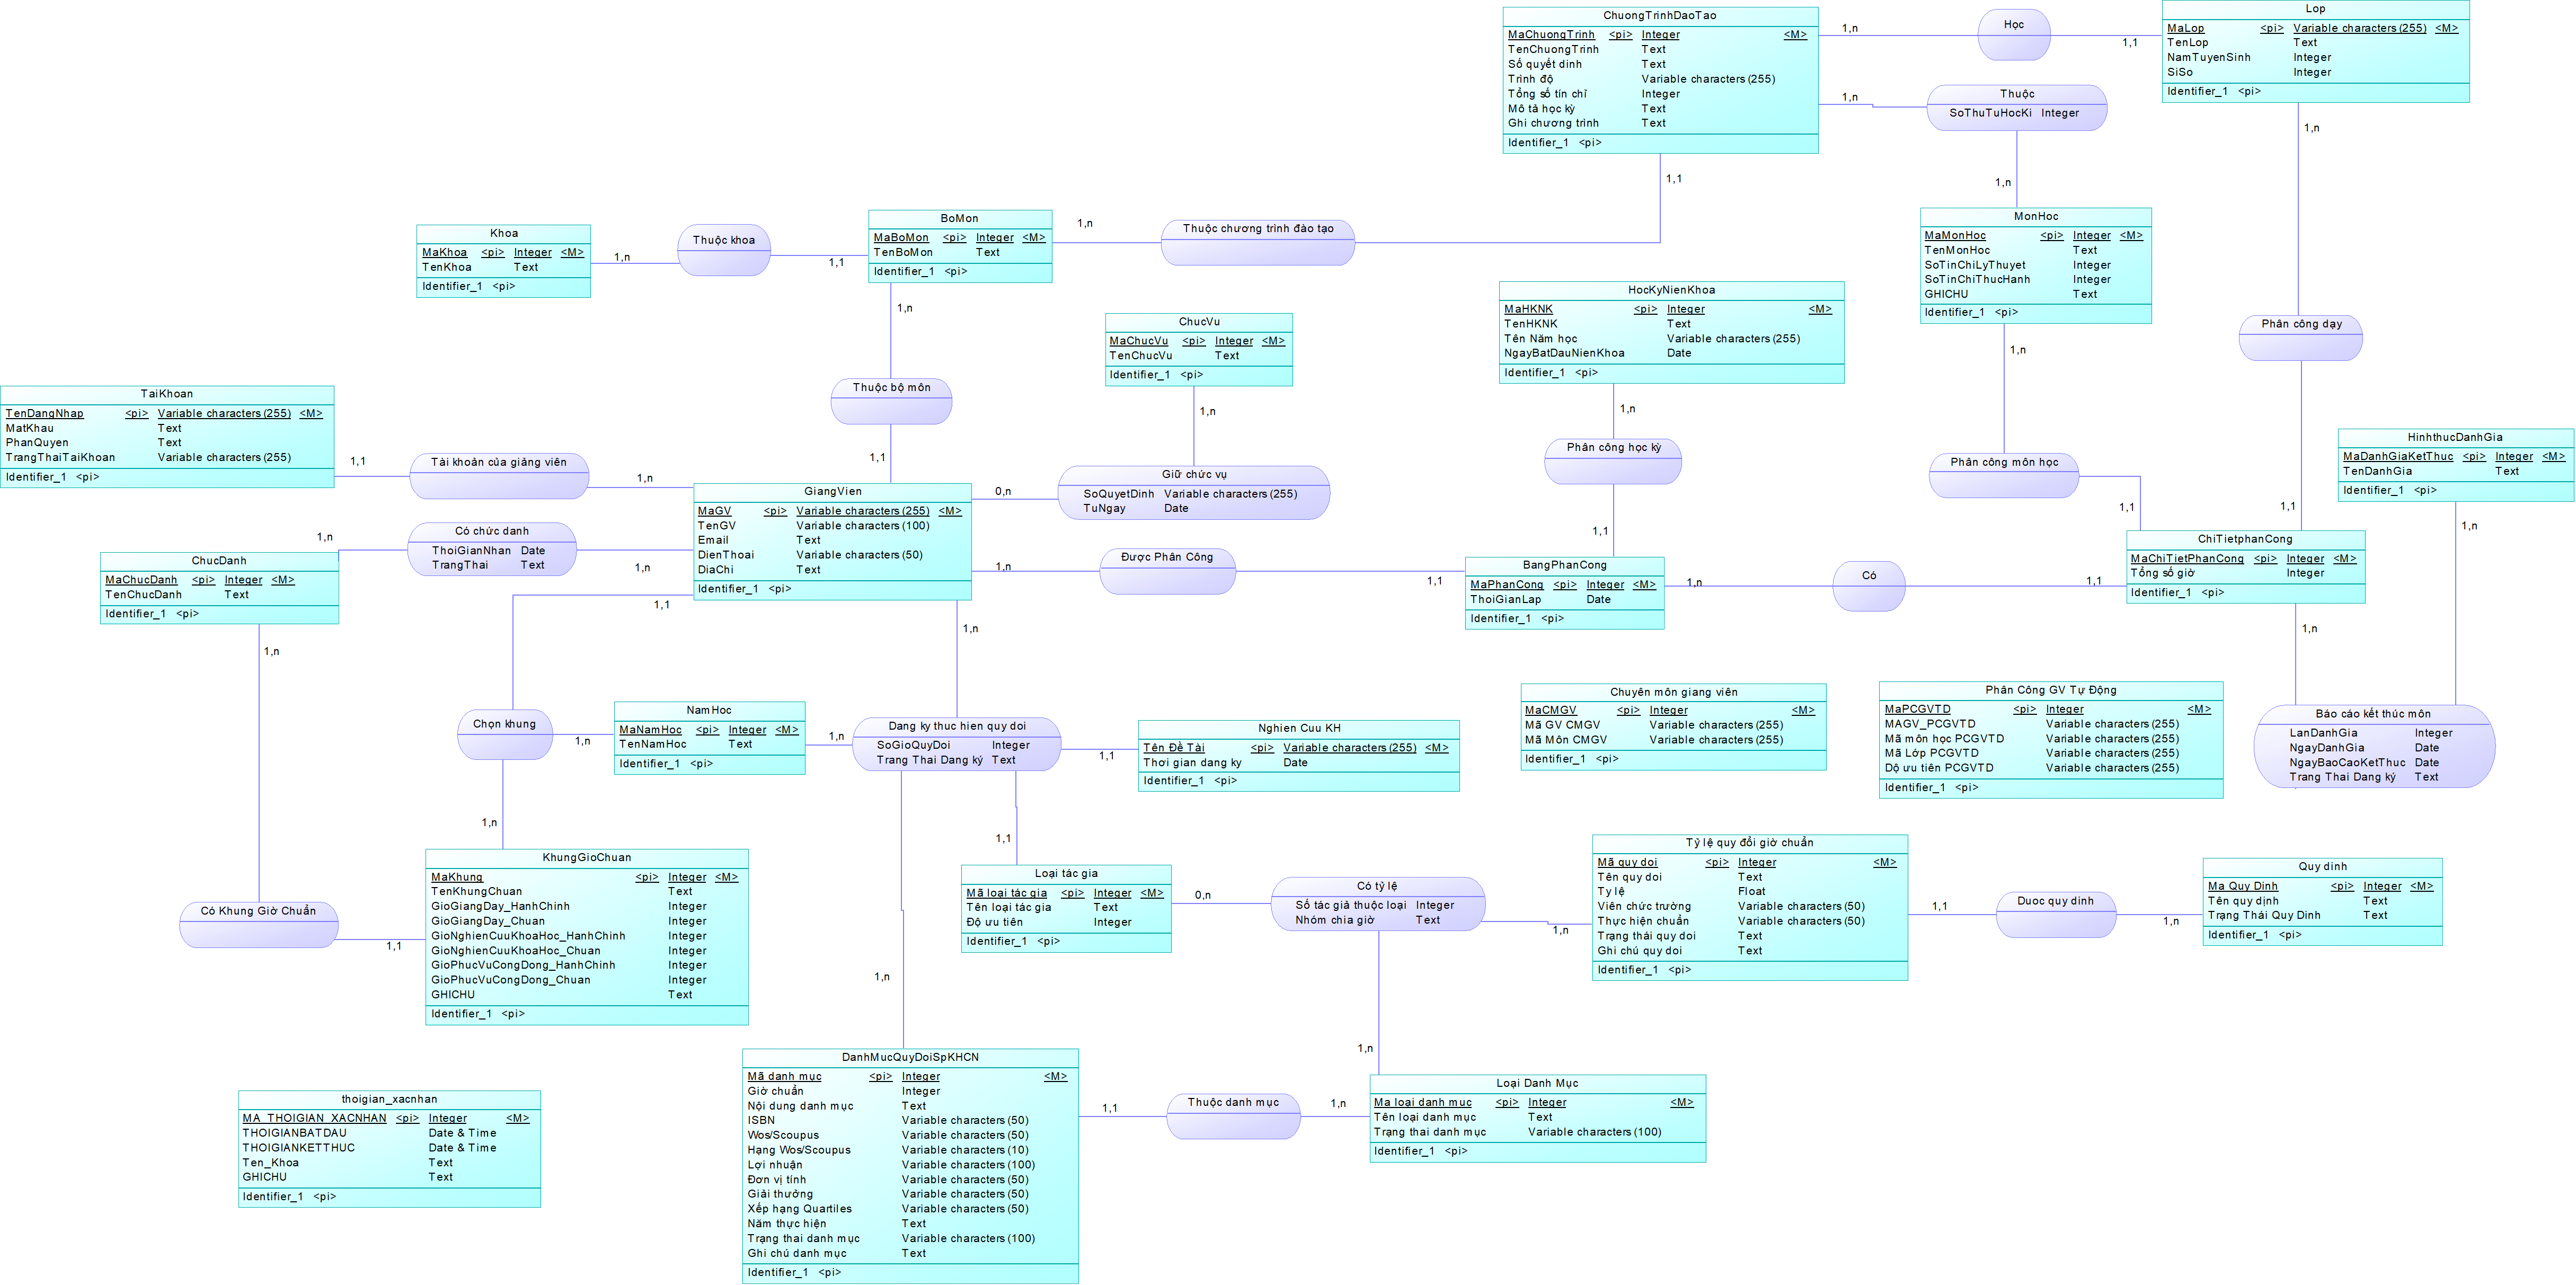 ChuongTrinhDaoTao
MaChuongTrinh <pi> Integer <M>
TenChuongTrinh Text
Số quyết dinh Text
Trình độ Variable characters (255)
Tổng số tín chỉ Integer
Mô tả học kỳ Text
Ghi chương trình Text
Identifier_1 <pi>
1,n
Học
1,1
Lop
MaLop <pi> Variable characters (255) <M>
TenLop Text
NamTuyenSinh Integer
SiSo Integer
Identifier_1 <pi>
1,n
Thuộc
SoThuTuHocKi Integer
1,n
1,n
1,1
Khoa
MaKhoa <pi> Integer <M>
TenKhoa Text
Identifier_1 <pi>
1,n
Thuộc khoa
1,1
BoMon
MaBoMon <pi> Integer <M>
TenBoMon Text
Identifier_1 <pi>
1,n
Thuộc chương trình đào tạo
MonHoc
MaMonHoc <pi> Integer <M>
TenMonHoc Text
SoTinChiLyThuyet Integer
SoTinChiThucHanh Integer
GHICHU Text
Identifier_1 <pi>
1,n
HocKyNienKhoa
MaHKNK <pi> Integer <M>
TenHKNK Text
Tên Năm học Variable characters (255)
NgayBatDauNienKhoa Date
Identifier_1 <pi>
ChucVu
MaChucVu <pi> Integer <M>
TenChucVu Text
Identifier_1 <pi>
1,n
Phân công dạy
1,n
Thuộc bộ môn
1,1
TaiKhoan
TenDangNhap <pi> Variable characters (255) <M>
MatKhau Text
PhanQuyen Text
TrangThaiTaiKhoan Variable characters (255)
Identifier_1 <pi>
1,1
Tài khoản của giảng viên
1,n
1,n
Giữ chức vụ
SoQuyetDinh Variable characters (255)
TuNgay Date
0,n
1,n
Phân công học kỳ
1,1
Phân công môn học
1,1
1,1
HinhthucDanhGia
MaDanhGiaKetThuc <pi> Integer <M>
TenDanhGia Text
Identifier_1 <pi>
1,n
GiangVien
MaGV <pi> Variable characters (255) <M>
TenGV Variable characters (100)
Email Text
DienThoai Variable characters (50)
DiaChi Text
Identifier_1 <pi>
1,n
Có chức danh
ThoiGianNhan Date
TrangThai Text
1,n
ChucDanh
MaChucDanh <pi> Integer <M>
TenChucDanh Text
Identifier_1 <pi>
1,n
Được Phân Công
1,1
BangPhanCong
MaPhanCong <pi> Integer <M>
ThoiGianLap Date
Identifier_1 <pi>
1,n
Có
1,1
ChiTietphanCong
MaChiTietPhanCong <pi> Integer <M>
Tổng số giờ Integer
Identifier_1 <pi>
1,n
1,1
1,n
1,n
Chọn khung
1,n
NamHoc
MaNamHoc <pi> Integer <M>
TenNamHoc Text
Identifier_1 <pi>
1,n
Dang ky thuc hien quy doi
SoGioQuyDoi Integer
Trang Thai Dang ký Text
1,1
Nghien Cuu KH
Tên Đề Tài <pi> Variable characters (255) <M>
Thơi gian dang ky Date
Identifier_1 <pi>
Chuyên môn giang viên
MaCMGV <pi> Integer <M>
Mã GV CMGV Variable characters (255)
Mã Môn CMGV Variable characters (255)
Identifier_1 <pi>
Phân Công GV Tự Động
MaPCGVTD <pi> Integer <M>
MAGV_PCGVTD Variable characters (255)
Mã môn học PCGVTD Variable characters (255)
Mã Lớp PCGVTD Variable characters (255)
Dộ ưu tiên PCGVTD Variable characters (255)
Identifier_1 <pi>
Báo cáo kết thúc môn
LanDanhGia Integer
NgayDanhGia Date
NgayBaoCaoKetThuc Date
Trang Thai Dang ký Text
1,n
KhungGioChuan
MaKhung <pi> Integer <M>
TenKhungChuan Text
GioGiangDay_HanhChinh Integer
GioGiangDay_Chuan Integer
GioNghienCuuKhoaHoc_HanhChinh Integer
GioNghienCuuKhoaHoc_Chuan Integer
GioPhucVuCongDong_HanhChinh Integer
GioPhucVuCongDong_Chuan Integer
GHICHU Text
Identifier_1 <pi>
Có Khung Giờ Chuẩn
1,1
1,1
Loại tác gia
Mã loại tác gia <pi> Integer <M>
Tên loại tác gia Text
Độ ưu tiên Integer
Identifier_1 <pi>
0,n
Có tỷ lệ
Số tác giả thuộc loại Integer
Nhóm chia giờ Text
1,n
Tỷ lệ quy đổi giờ chuẩn
Mã quy doi <pi> Integer <M>
Tên quy doi Text
Ty lệ Float
Viên chức trường Variable characters (50)
Thực hiện chuẩn Variable characters (50)
Trạng thái quy doi Text
Ghi chú quy doi Text
Identifier_1 <pi>
1,1
Duoc quy dinh
1,n
Quy dinh
Ma Quy Dinh <pi> Integer <M>
Tên quy dịnh Text
Trạng Thái Quy Dinh Text
Identifier_1 <pi>
1,n
1,n
DanhMucQuyDoiSpKHCN
Mã danh muc <pi> Integer <M>
Giờ chuẩn Integer
Nội dung danh mục Text
ISBN Variable characters (50)
Wos/Scoupus Variable characters (50)
Hạng Wos/Scoupus Variable characters (10)
Lợi nhuận Variable characters (100)
Đơn vị tính Variable characters (50)
Giải thưởng Variable characters (50)
Xếp hạng Quartiles Variable characters (50)
Năm thực hiện Text
Trạng thai danh mục Variable characters (100)
Ghi chú danh mục Text
Identifier_1 <pi>
1,1
Thuộc danh mục
1,n
Loại Danh Mục
Ma loại danh mục <pi> Integer <M>
Tên loại danh mục Text
Trạng thai danh mục Variable characters (100)
Identifier_1 <pi>
thoigian_xacnhan
MA_THOIGIAN_XACNHAN <pi> Integer <M>
THOIGIANBATDAU Date & Time
THOIGIANKETTHUC Date & Time
Ten_Khoa Text
GHICHU Text
Identifier_1 <pi>